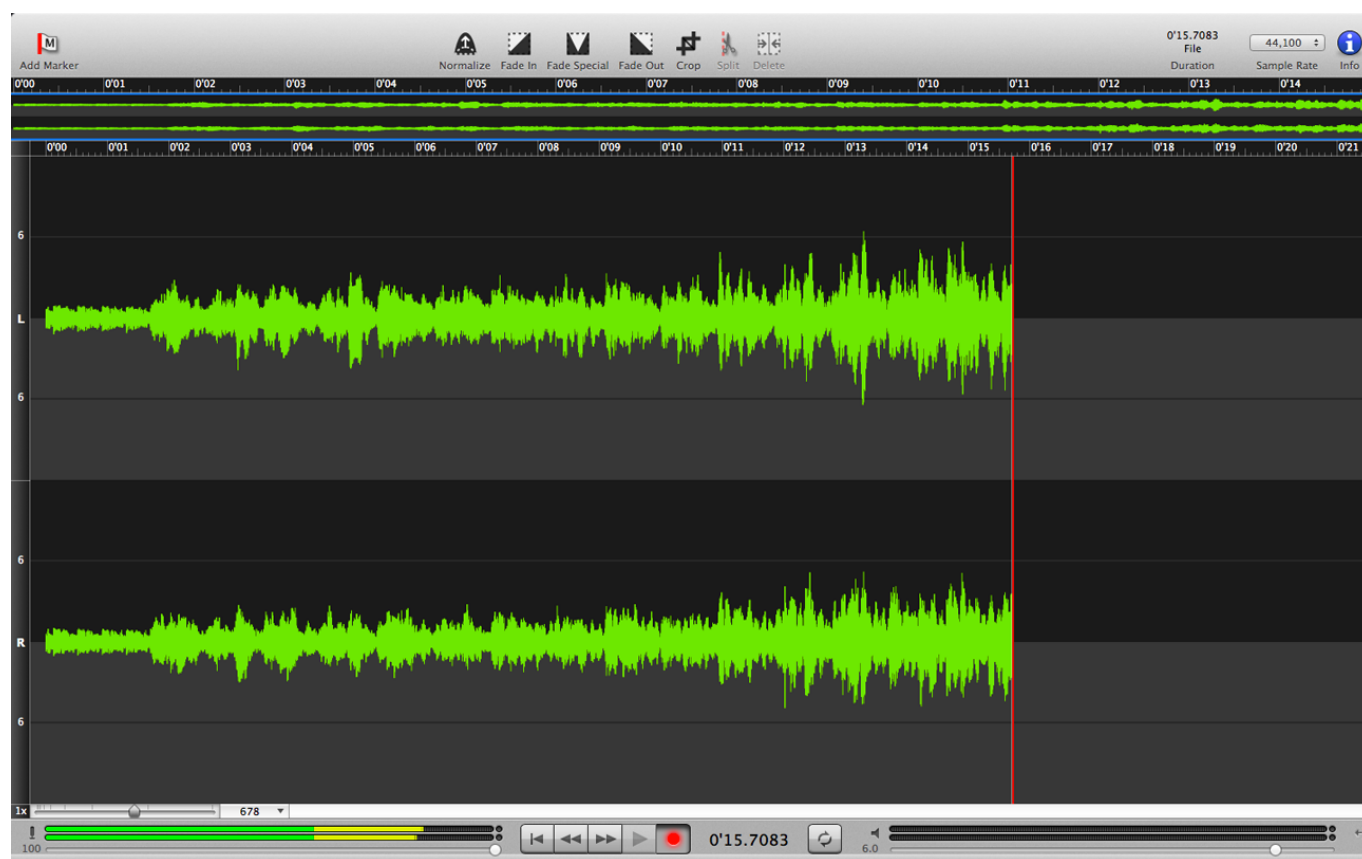 M
0'15.7083
File
44,100
i
Add Marker
Normalize Fade In Fade Special Fade Out Crop Split Delete
Duration
Sample Rate
Info
0'00 0'01 0'02 0'03 0'04 0'05 0'06 0'07 0'08 0'09 0'10 0'11 0'12 0'13 0'14
0'00 0'01 0'02 0'03 0'04 0'05 0'06 0'07 0'08 0'09 0'10 0'11 0'12 0'13 0'14 0'15 0'16 0'17 0'18 0'19 0'20 0'21
6
L
6
6
R
6
1x
678
100
0'15.7083
6.0